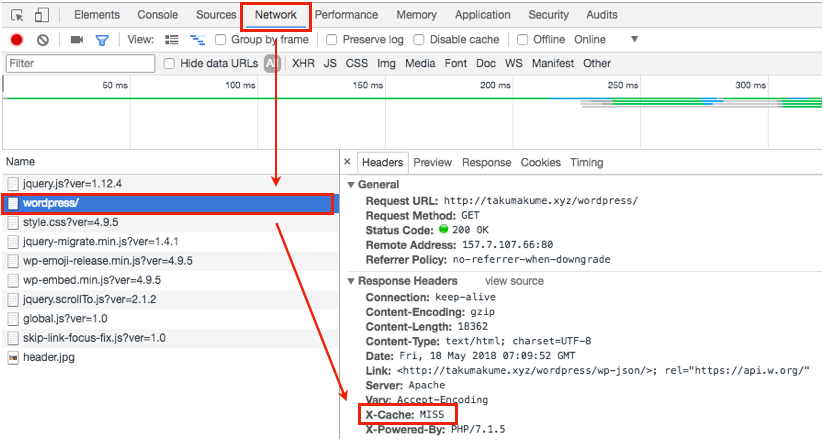 Elements Console Sources Network Performance Memory Application Security Audits
View: Group by frame Preserve log Disable cache Offline Online
Filter Hide data URLs All XHR JS CSS Img Media Font Doc WS Manifest Other
50 ms 100 ms 150 ms 200 ms 250 ms 300 ms
Name
jquery.js?ver=1.12.4
wordpress/
style.css?ver=4.9.5
jquery-migrate.min.js?ver=1.4.1
wp-emoji-release.min.js?ver=4.9.5
wp-embed.min.js?ver=4.9.5
jquery.scrollTo.js?ver=2.1.2
global.js?ver=1.0
skip-link-focus-fix.js?ver=1.0
header.jpg
× Headers Preview Response Cookies Timing
General
Request URL: http://takumakume.xyz/wordpress/
Request Method: GET
Status Code: 200 OK
Remote Address: 157.7.107.66:80
Referrer Policy: no-referrer-when-downgrade
Response Headers view source
Connection: keep-alive
Content-Encoding: gzip
Content-Length: 18362
Content-Type: text/html; charset=UTF-8
Date: Fri, 18 May 2018 07:09:52 GMT
Link: <http://takumakume.xyz/wordpress/wp-json/>; rel="https://api.w.org/"
Server: Apache
Vary: Accept-Encoding
X-Cache: MISS
X-Powered-By: PHP/7.1.5